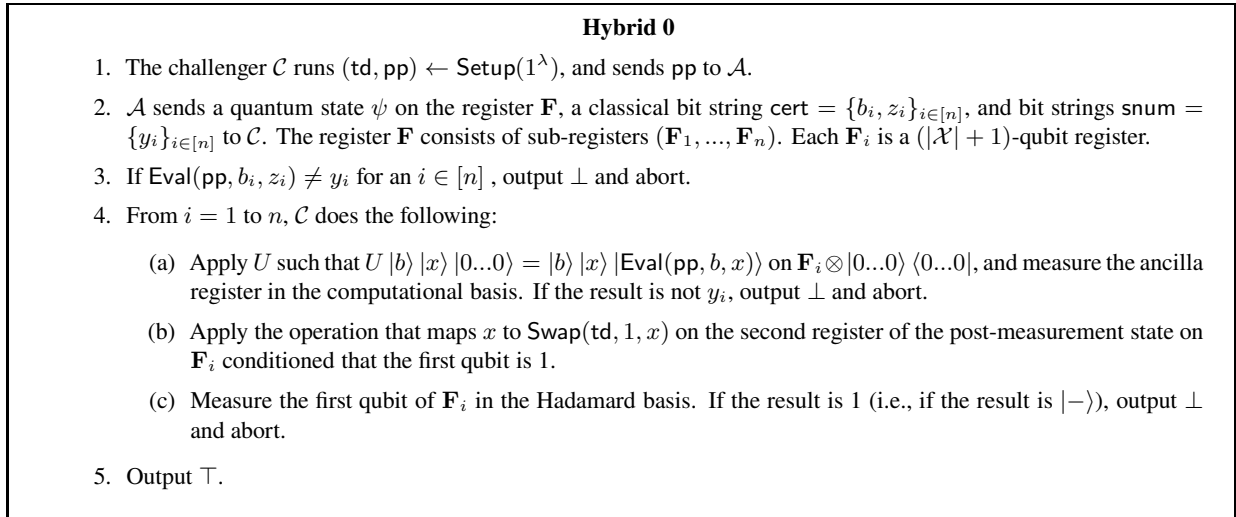 Hybrid 0
1. The challenger 𝒞 runs (td, pp) ← Setup(1^λ), and sends pp to 𝒜.
2. 𝒜 sends a quantum state ψ on the register F, a classical bit string cert = {b_i, z_i}_{i∈[n]}, and bit strings snum =
{y_i}_{i∈[n]} to 𝒞. The register F consists of sub-registers (F_1, ..., F_n). Each F_i is a (|𝒳| + 1)-qubit register.
3. If Eval(pp, b_i, z_i) ≠ y_i for an i ∈ [n] , output ⊥ and abort.
4. From i = 1 to n, 𝒞 does the following:
(a) Apply U such that U |b⟩ |x⟩ |0...0⟩ = |b⟩ |x⟩ |Eval(pp, b, x)⟩ on F_i ⊗ |0...0⟩ ⟨0...0|, and measure the ancilla
register in the computational basis. If the result is not y_i, output ⊥ and abort.
(b) Apply the operation that maps x to Swap(td, 1, x) on the second register of the post-measurement state on
F_i conditioned that the first qubit is 1.
(c) Measure the first qubit of F_i in the Hadamard basis. If the result is 1 (i.e., if the result is |−⟩), output ⊥
and abort.
5. Output ⊤.